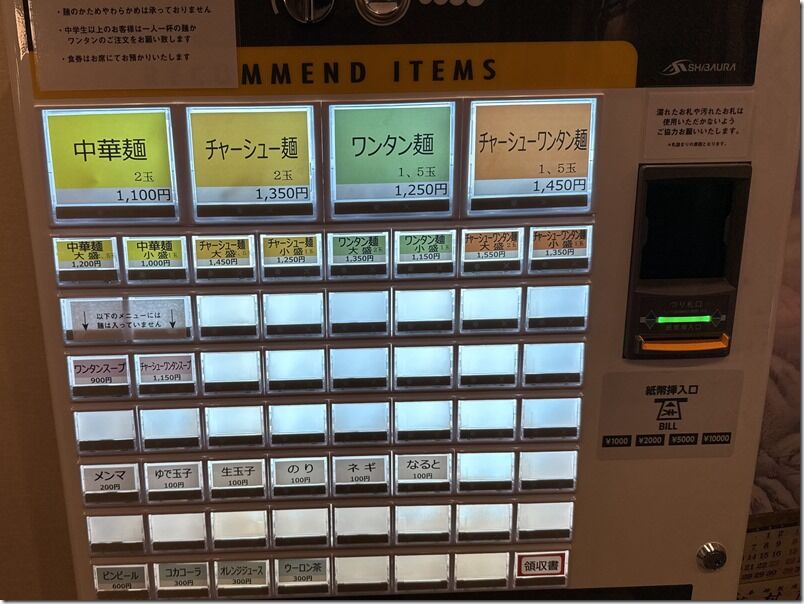 ・麺のかためやわらかめは承っておりません
・中学生以上のお客様は一人一杯の麺か
ワンタンのご注文をお願い致します
・食券はお席にてお預かりいたします
MMEND ITEMS
SHIBAURA
濡れたお札や汚れたお札は
使用いただかないよう
ご協力お願いいたします。
中華麺
2玉
1,100円
チャーシュー麺
2玉
1,350円
ワンタン麺
1、5玉
1,250円
チャーシューワンタン麺
1、5玉
1,450円
中華麺
大盛
1,200円
中華麺
小盛
1,000円
チャーシュー麺
大盛
1,450円
チャーシュー麺
小盛
1,250円
ワンタン麺
大盛
1,350円
ワンタン麺
小盛
1,150円
チャーシューワンタン麺
大盛
1,550円
チャーシューワンタン麺
小盛
1,350円
つり札口
紙幣挿入口
以下のメニューには
麺は入っていません
ワンタンスープ
900円
チャーシューワンタンスープ
1,150円
紙幣挿入口
BILL
¥1000 ¥2000 ¥5000 ¥10000
メンマ
200円
ゆで玉子
100円
生玉子
100円
のり
100円
ネギ
100円
なると
100円
ビンビール
600円
コカコーラ
300円
オレンジジュース
300円
ウーロン茶
300円
領収書